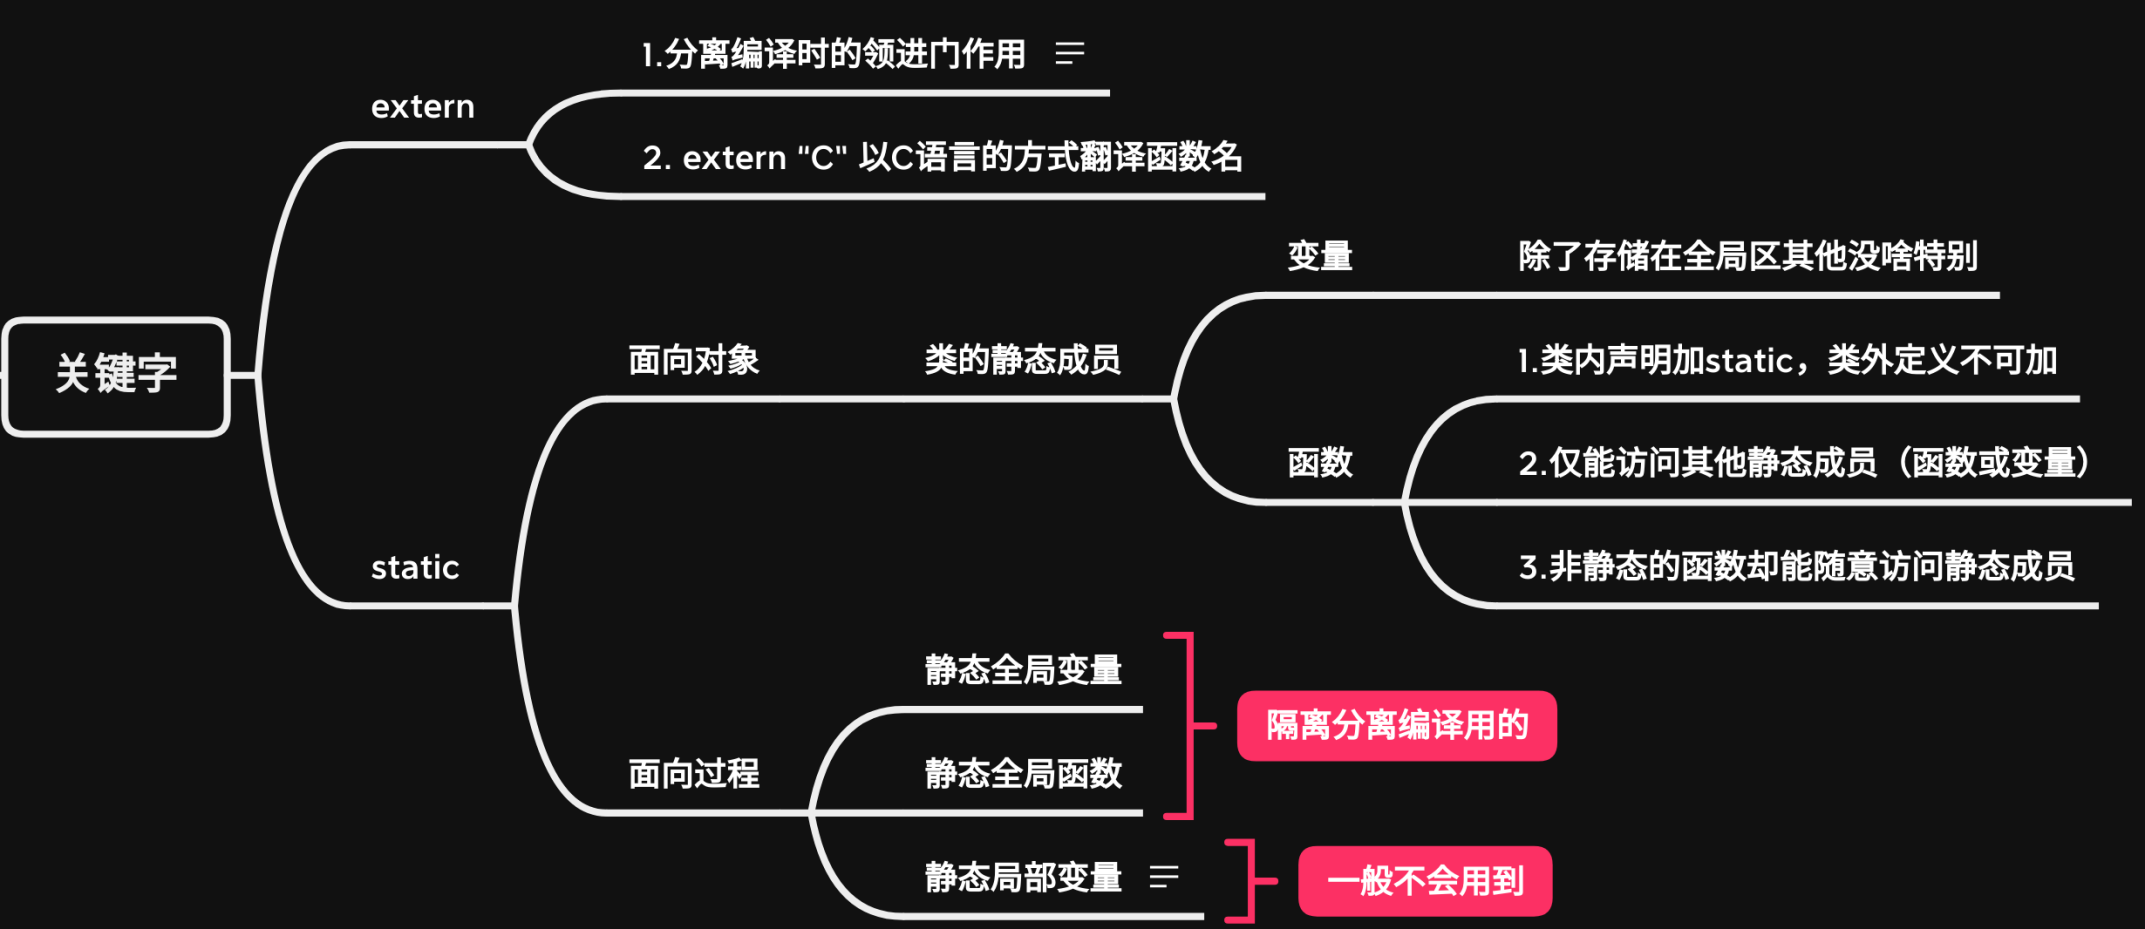 关键字
extern
1.分离编译时的领进门作用
2. extern “C" 以C语言的方式翻译函数名
static
面向对象
类的静态成员
变量
除了存储在全局区其他没啥特别
函数
1.类内声明加static，类外定义不可加
2.仅能访问其他静态成员（函数或变量）
3.非静态的函数却能随意访问静态成员
面向过程
静态全局变量
静态全局函数
隔离分离编译用的
静态局部变量
一般不会用到